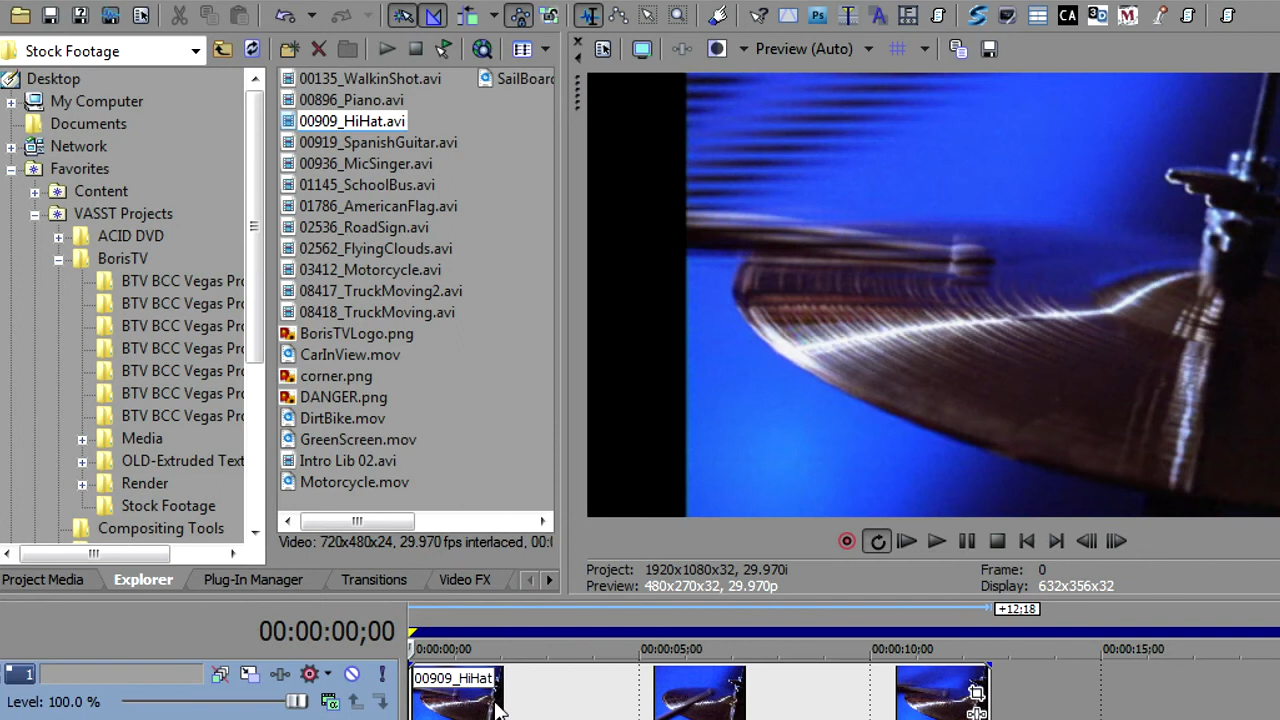 Ps
A
CA
3D
M
Stock Footage
Preview (Auto)
Desktop
My Computer
Documents
Network
Favorites
Content
VASST Projects
ACID DVD
BorisTV
BTV BCC Vegas Pro
BTV BCC Vegas Pro
BTV BCC Vegas Pro
BTV BCC Vegas Pro
BTV BCC Vegas Pro
BTV BCC Vegas Pro
BTV BCC Vegas Pro
Media
OLD-Extruded Text
Render
Stock Footage
Compositing Tools
00135_WalkinShot.avi
00896_Piano.avi
00909_HiHat.avi
00919_SpanishGuitar.avi
00936_MicSinger.avi
01145_SchoolBus.avi
01786_AmericanFlag.avi
02536_RoadSign.avi
02562_FlyingClouds.avi
03412_Motorcycle.avi
08417_TruckMoving2.avi
08418_TruckMoving.avi
BorisTVLogo.png
CarInView.mov
corner.png
DANGER.png
DirtBike.mov
GreenScreen.mov
Intro Lib 02.avi
Motorcycle.mov
SailBoard
Video: 720x480x24, 29.970 fps interlaced, 00:
Project Media
Explorer
Plug-In Manager
Transitions
Video FX
Project: 1920x1080x32, 29.970i
Preview: 480x270x32, 29.970p
Frame: 0
Display: 632x356x32
+12:18
00:00:00;00
0:00:00;00
00:00:05;00
00:00:10;00
00:00:15;00
1
Level: 100.0 %
00909_HiHat